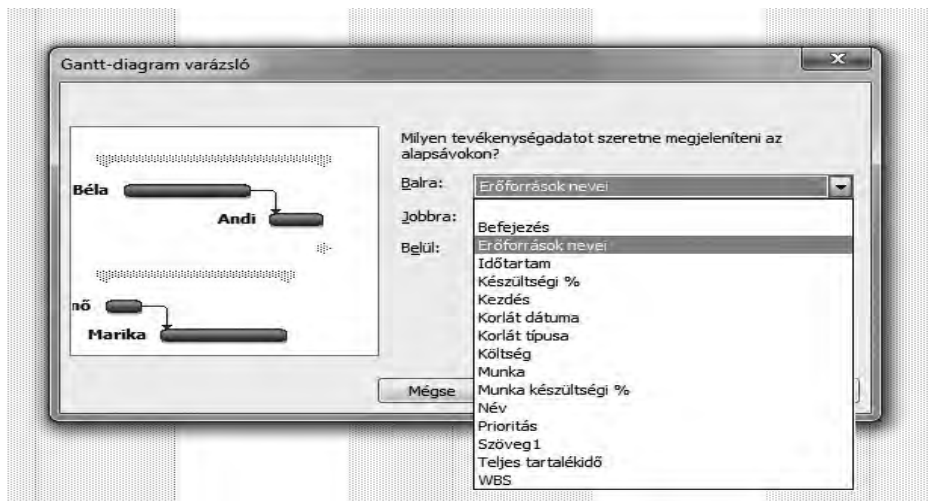 Gantt-diagram varázsló
Milyen tevékenységadatot szeretne megjeleníteni az
alapsávokon?
Balra:
Erőforrások nevei
Jobbra:
Belül:
Befejezés
Erőforrások nevei
Időtartam
Készültségi %
Kezdés
Korlát dátuma
Korlát típusa
Költség
Munka
Munka készültségi %
Név
Prioritás
Szöveg1
Teljes tartalékidő
WBS
Béla
Andi
nő
Marika
Mégse